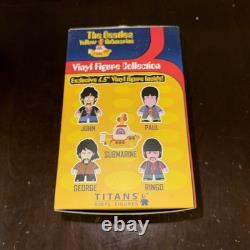 The Beatles
Yellow Submarine
Vinyl Figure Collection
Exclusive 4.5" Vinyl Figure Inside!
JOHN
PAUL
SUBMARINE
GEORGE
RINGO
TITANS
VINYL FIGURES